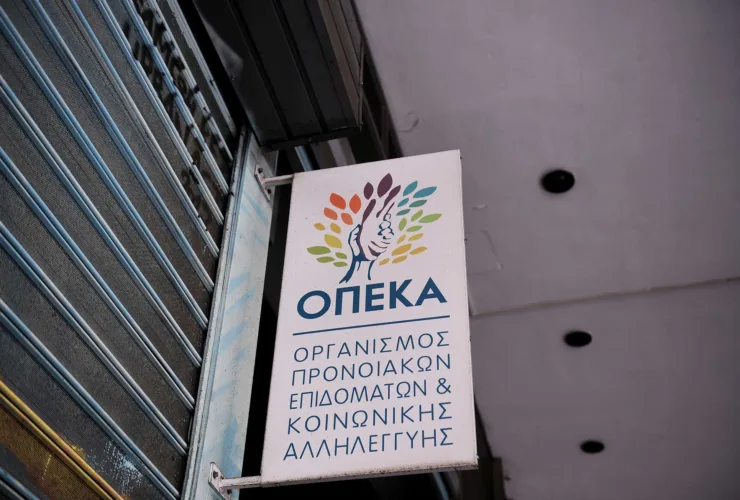 ΟΠΕΚΑ
ΟΡΓΑΝΙΣΜΟΣ
ΠΡΟΝΟΙΑΚΩΝ
ΕΠΙΔΟΜΑΤΩΝ &
ΚΟΙΝΩΝΙΚΗΣ
ΑΛΛΗΛΕΓΓΥΗΣ